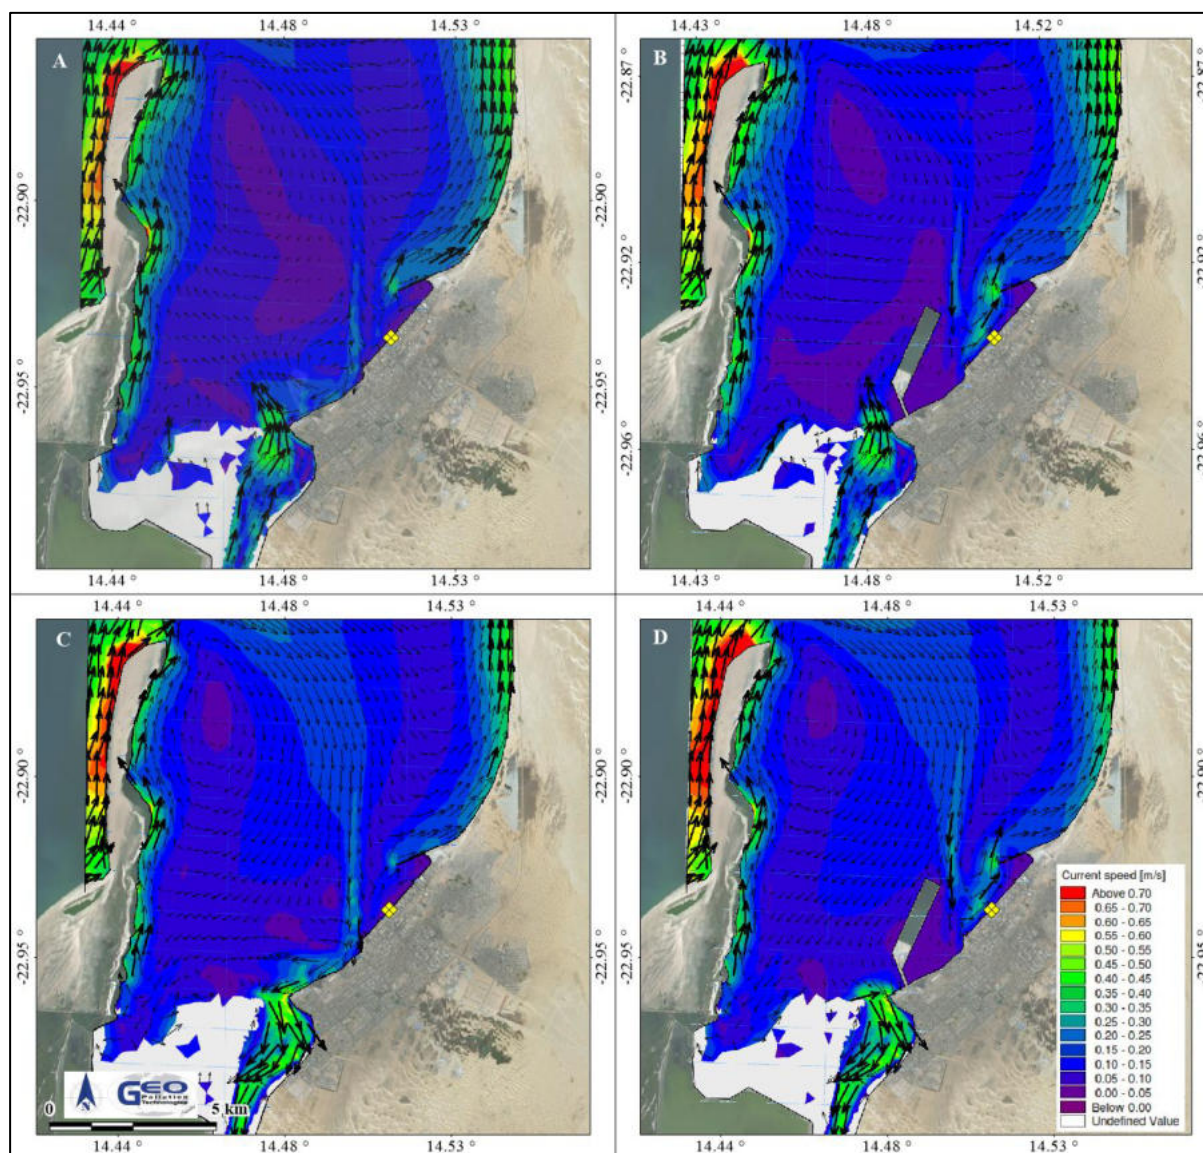 14.44 ° 14.48 ° 14.53 °
14.43 ° 14.48 ° 14.52 °
A
B
-22.87 °
-22.87
-22.90 °
-22.90
-22.92 °
-22.92
-22.95 °
-22.95
-22.96 °
-22.96
14.44 ° 14.48 ° 14.53 °
14.43 ° 14.48 ° 14.52 °
14.44 ° 14.48 ° 14.53 °
14.44 ° 14.48 ° 14.53 °
C
D
-22.90 °
-22.90 °
-22.90
-22.95 °
-22.95 °
-22.95
Current speed [m/s]
Above 0.70
0.65 - 0.70
0.60 - 0.65
0.55 - 0.60
0.50 - 0.55
0.45 - 0.50
0.40 - 0.45
0.35 - 0.40
0.30 - 0.35
0.25 - 0.30
0.20 - 0.25
0.15 - 0.20
0.10 - 0.15
0.05 - 0.10
0.00 - 0.05
Below 0.00
Undefined Value
N
GEO
Pollution
Technologies
0 5 km
14.44 ° 14.48 ° 14.53 °
14.44 ° 14.48 ° 14.53 °